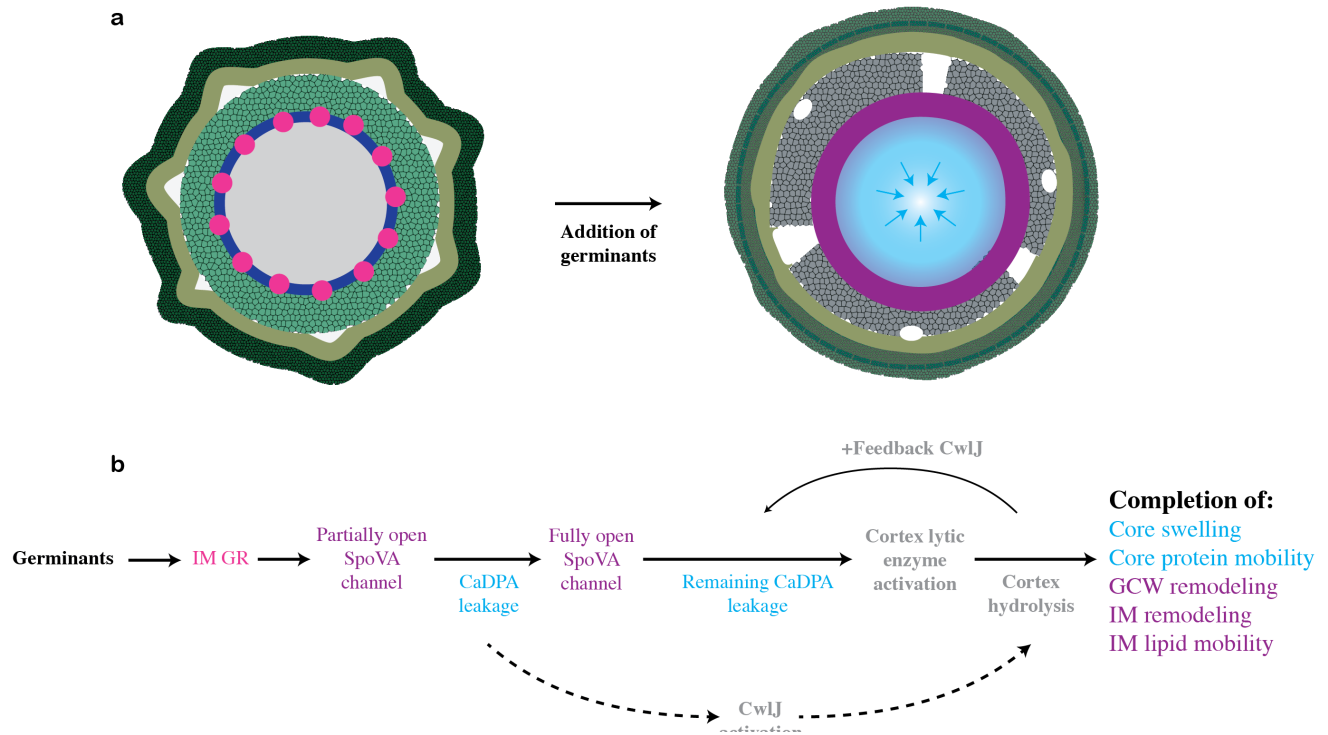 a
Addition of
germinants
b
+Feedback CwlJ
Germinants
IM GR
Partially open
SpoVA
channel
CaDPA
leakage
Fully open
SpoVA
channel
Remaining CaDPA
leakage
Cortex lytic
enzyme
activation
Cortex
hydrolysis
Completion of:
Core swelling
Core protein mobility
GCW remodeling
IM remodeling
IM lipid mobility
CwlJ
activation